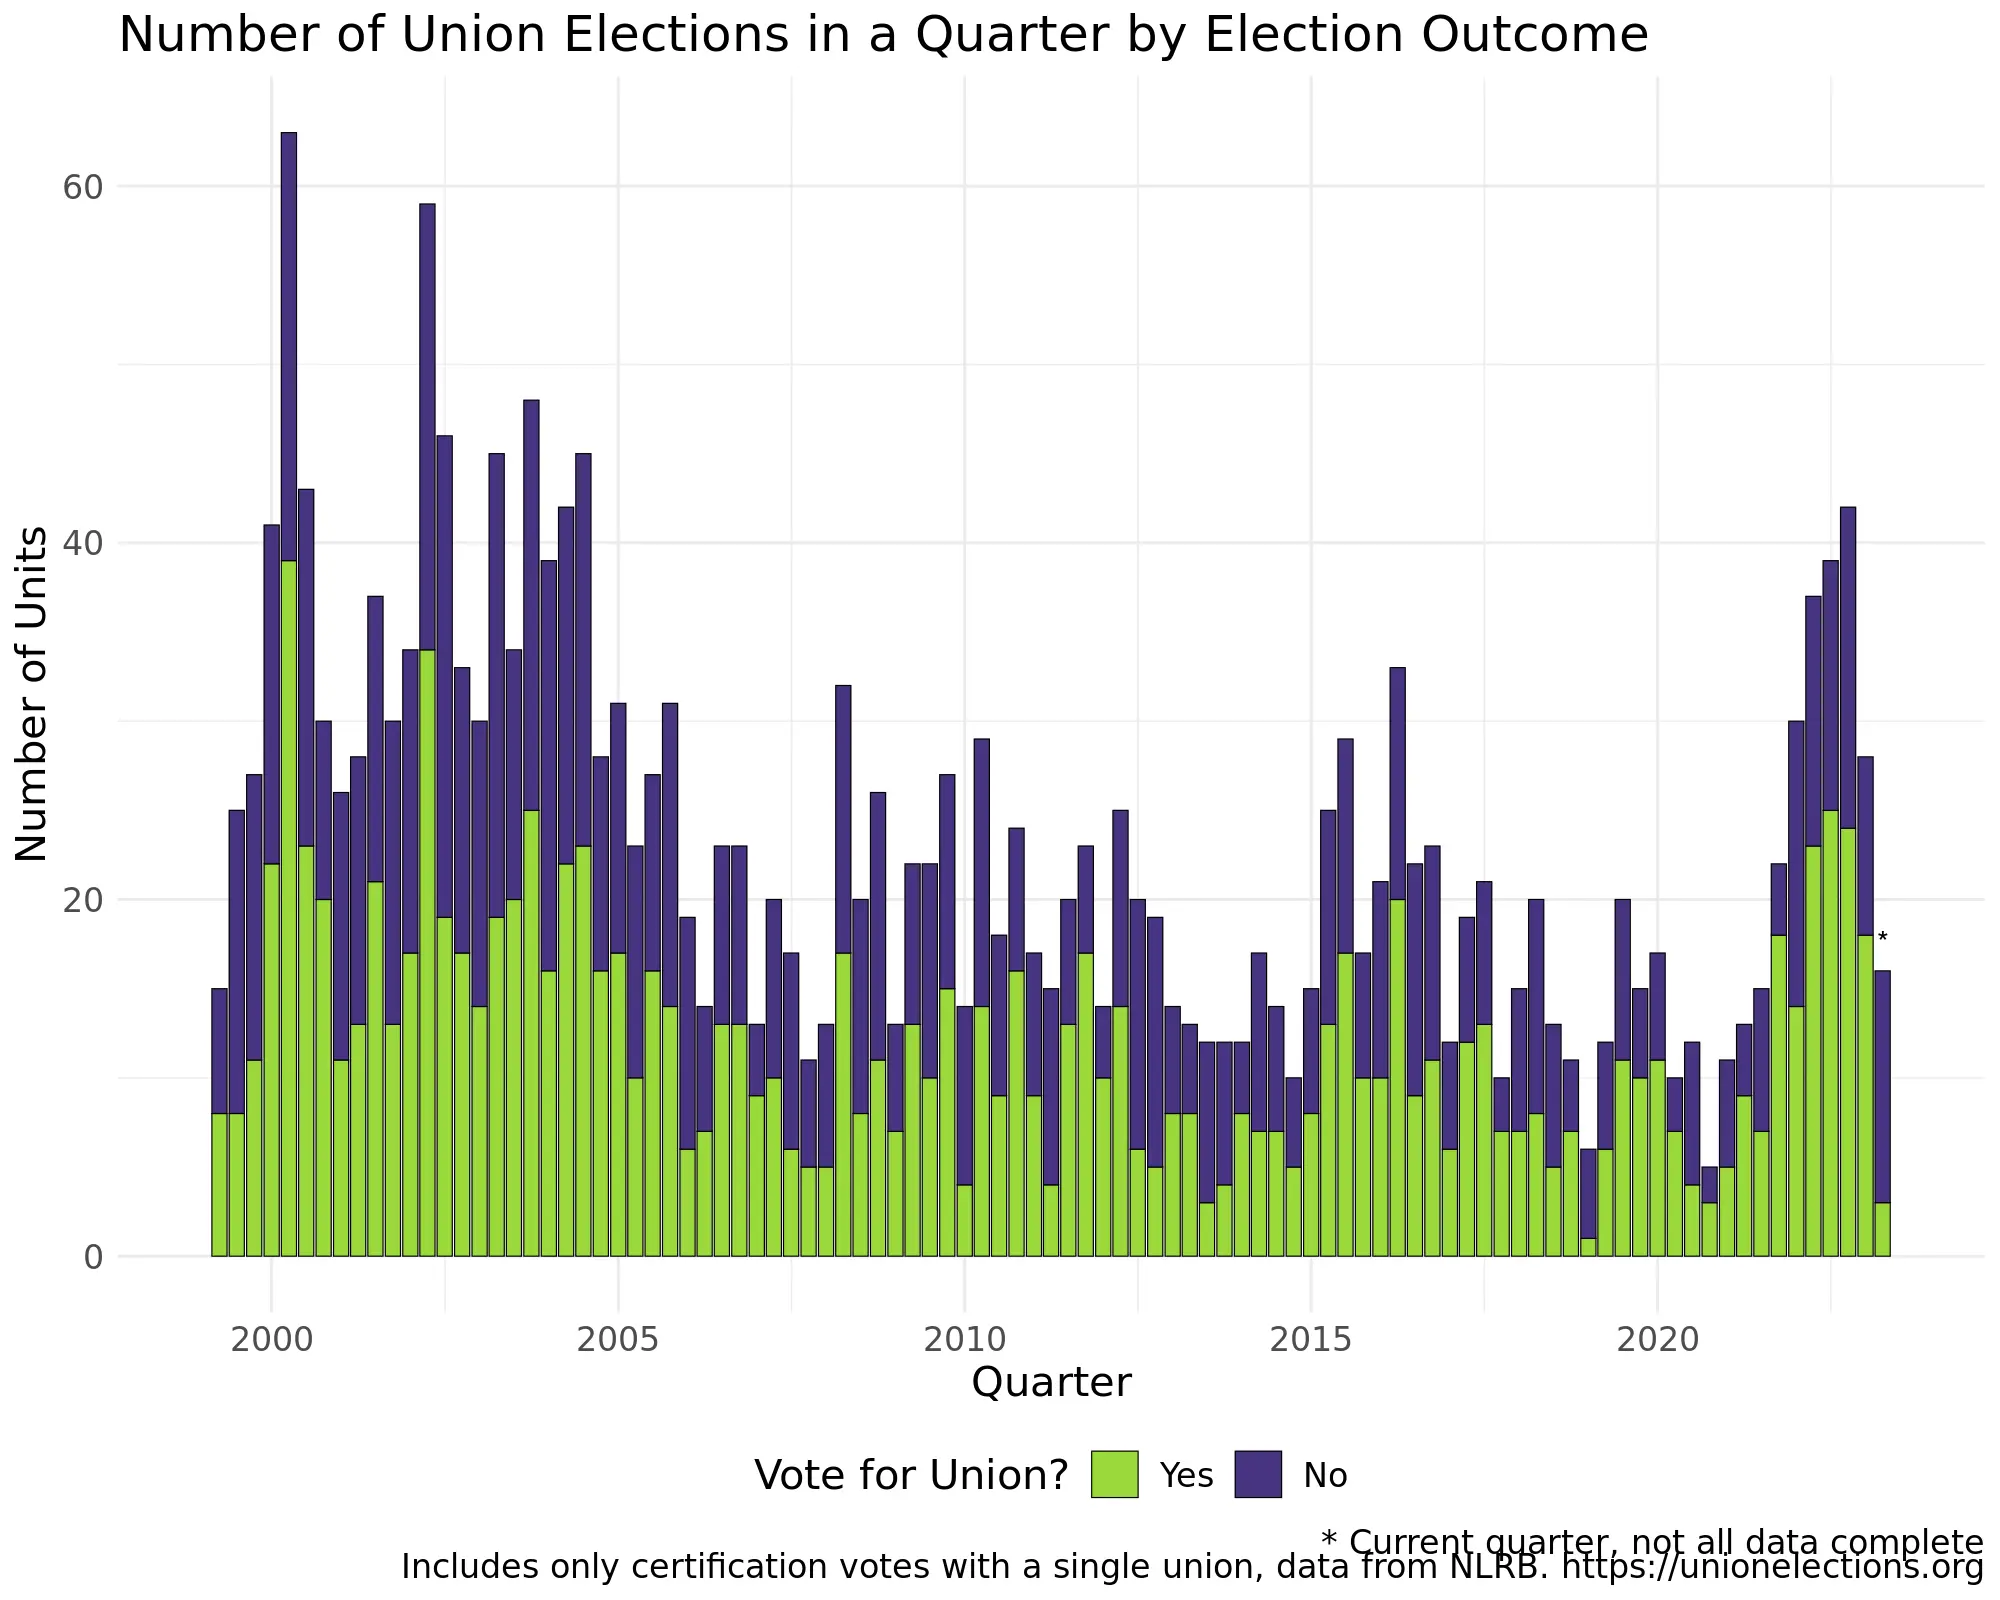 Number of Union Elections in a Quarter by Election Outcome
Number of Units
60
40
20
0
*
2000 2005 2010 2015 2020
Quarter
Vote for Union? Yes No
* Current quarter, not all data complete
Includes only certification votes with a single union, data from NLRB. https://unionelections.org